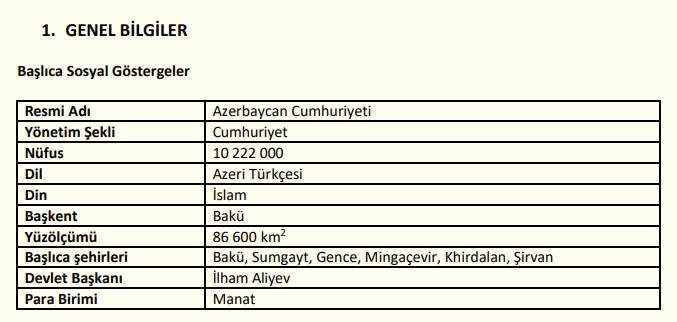 1. GENEL BİLGİLER
Başlıca Sosyal Göstergeler
Resmi Adı Azerbaycan Cumhuriyeti
Yönetim Şekli Cumhuriyet
Nüfus 10 222 000
Dil Azeri Türkçesi
Din İslam
Başkent Bakü
Yüzölçümü 86 600 km²
Başlıca şehirleri Bakü, Sumgayt, Gence, Mingaçevir, Khirdalan, Şirvan
Devlet Başkanı İlham Aliyev
Para Birimi Manat